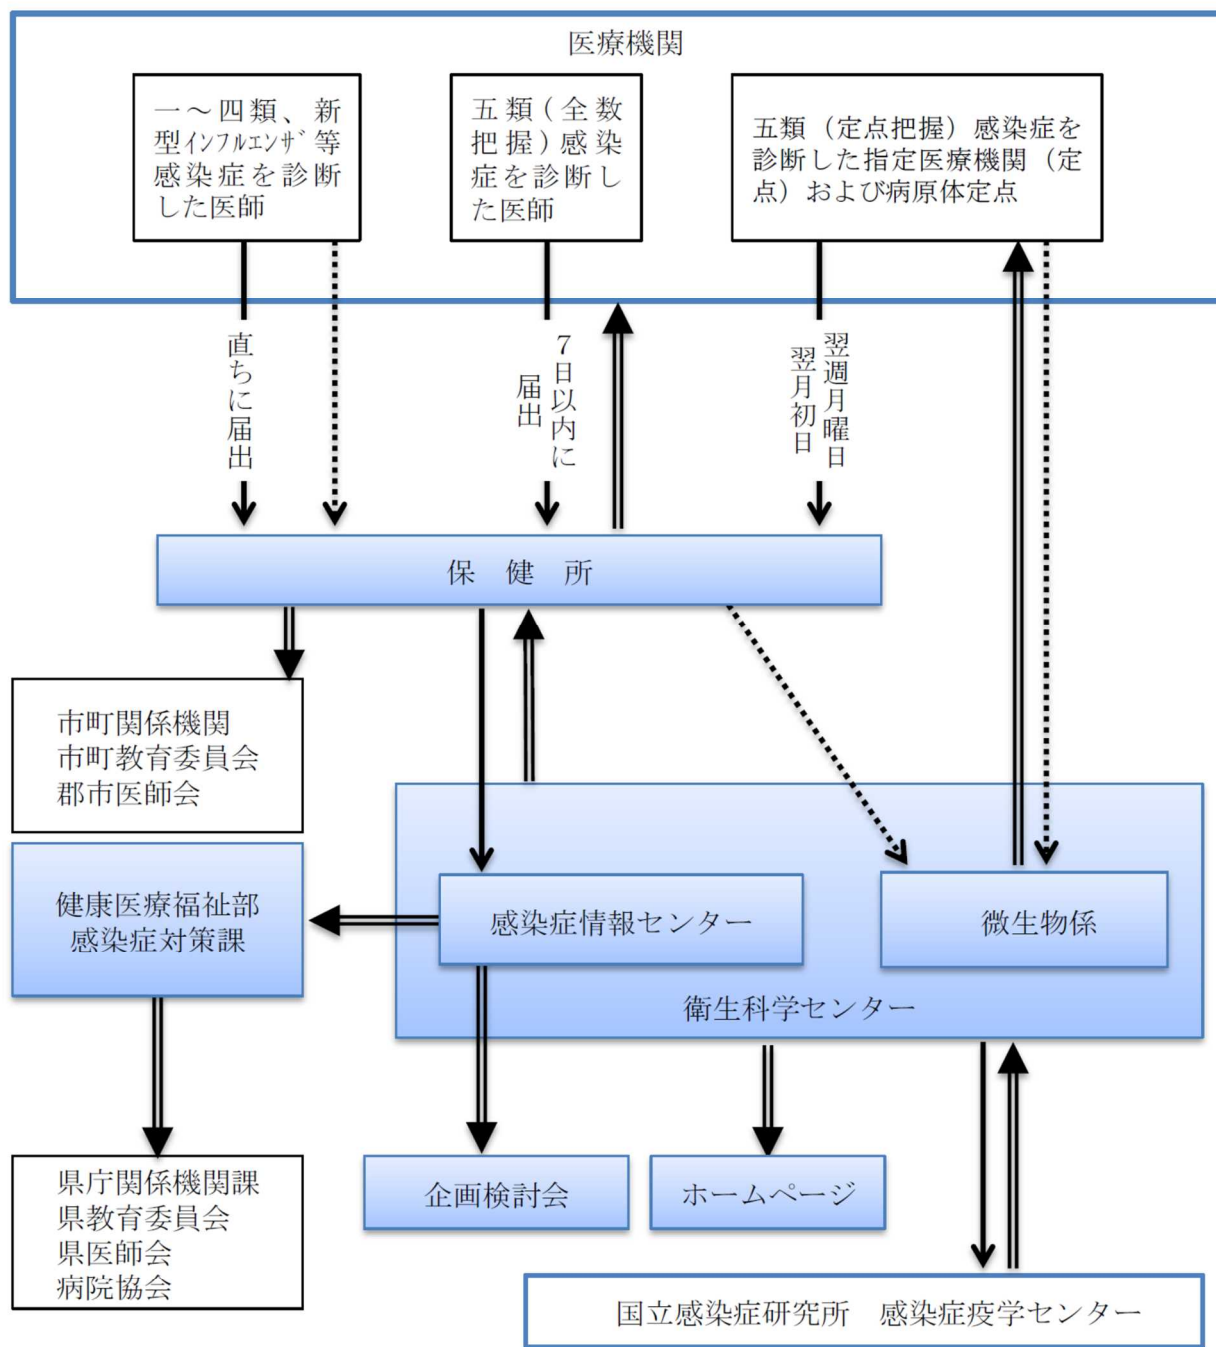 医療機関
一～四類、新
型ｲﾝﾌﾙｴﾝｻﾞ等
感染症を診断
した医師
五類（全数
把握）感染
症を診断し
た医師
五類（定点把握）感染症を
診断した指定医療機関（定
点）および病原体定点
直ちに届出
7日以内に
届出
翌週月曜日
翌月初日
保　健　所
市町関係機関
市町教育委員会
郡市医師会
健康医療福祉部
感染症対策課
感染症情報センター
微生物係
衛生科学センター
県庁関係機関課
県教育委員会
県医師会
病院協会
企画検討会
ホームページ
国立感染症研究所　感染症疫学センター